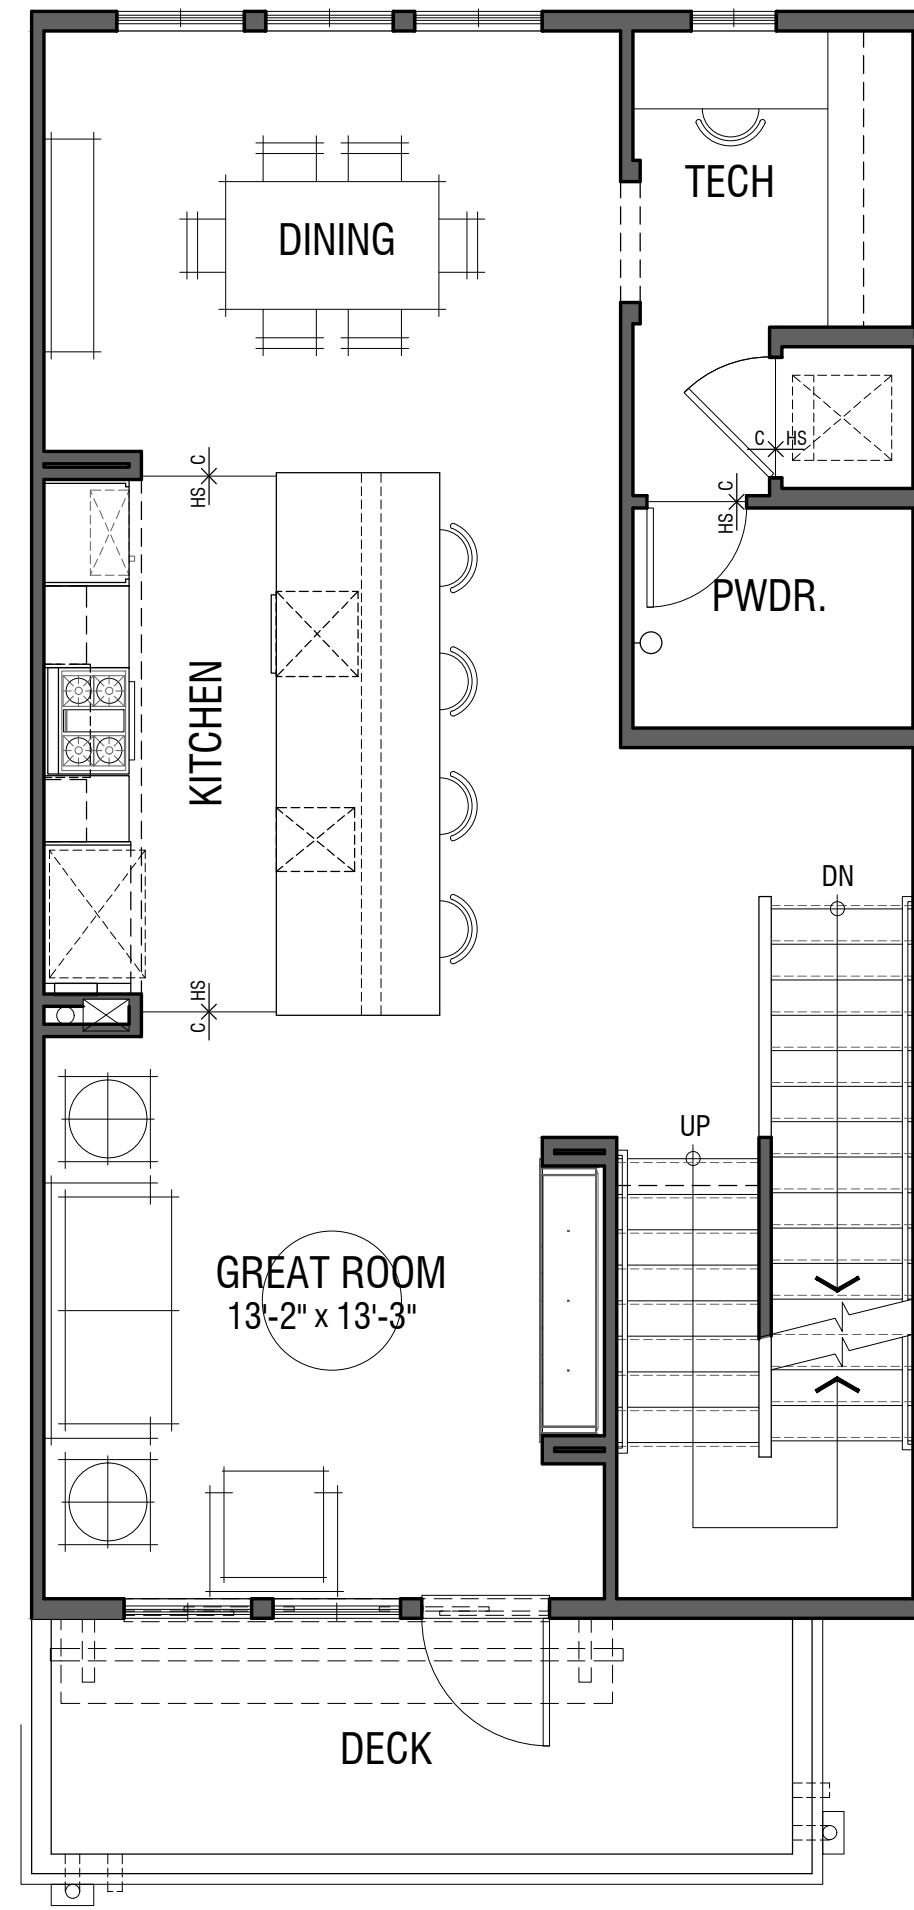 TECH
DINING
C
HS
C HS
C
HS
PWDR.
KITCHEN
DN
HS
C
UP
GREAT ROOM
13'-2" x 13'-3"
DECK